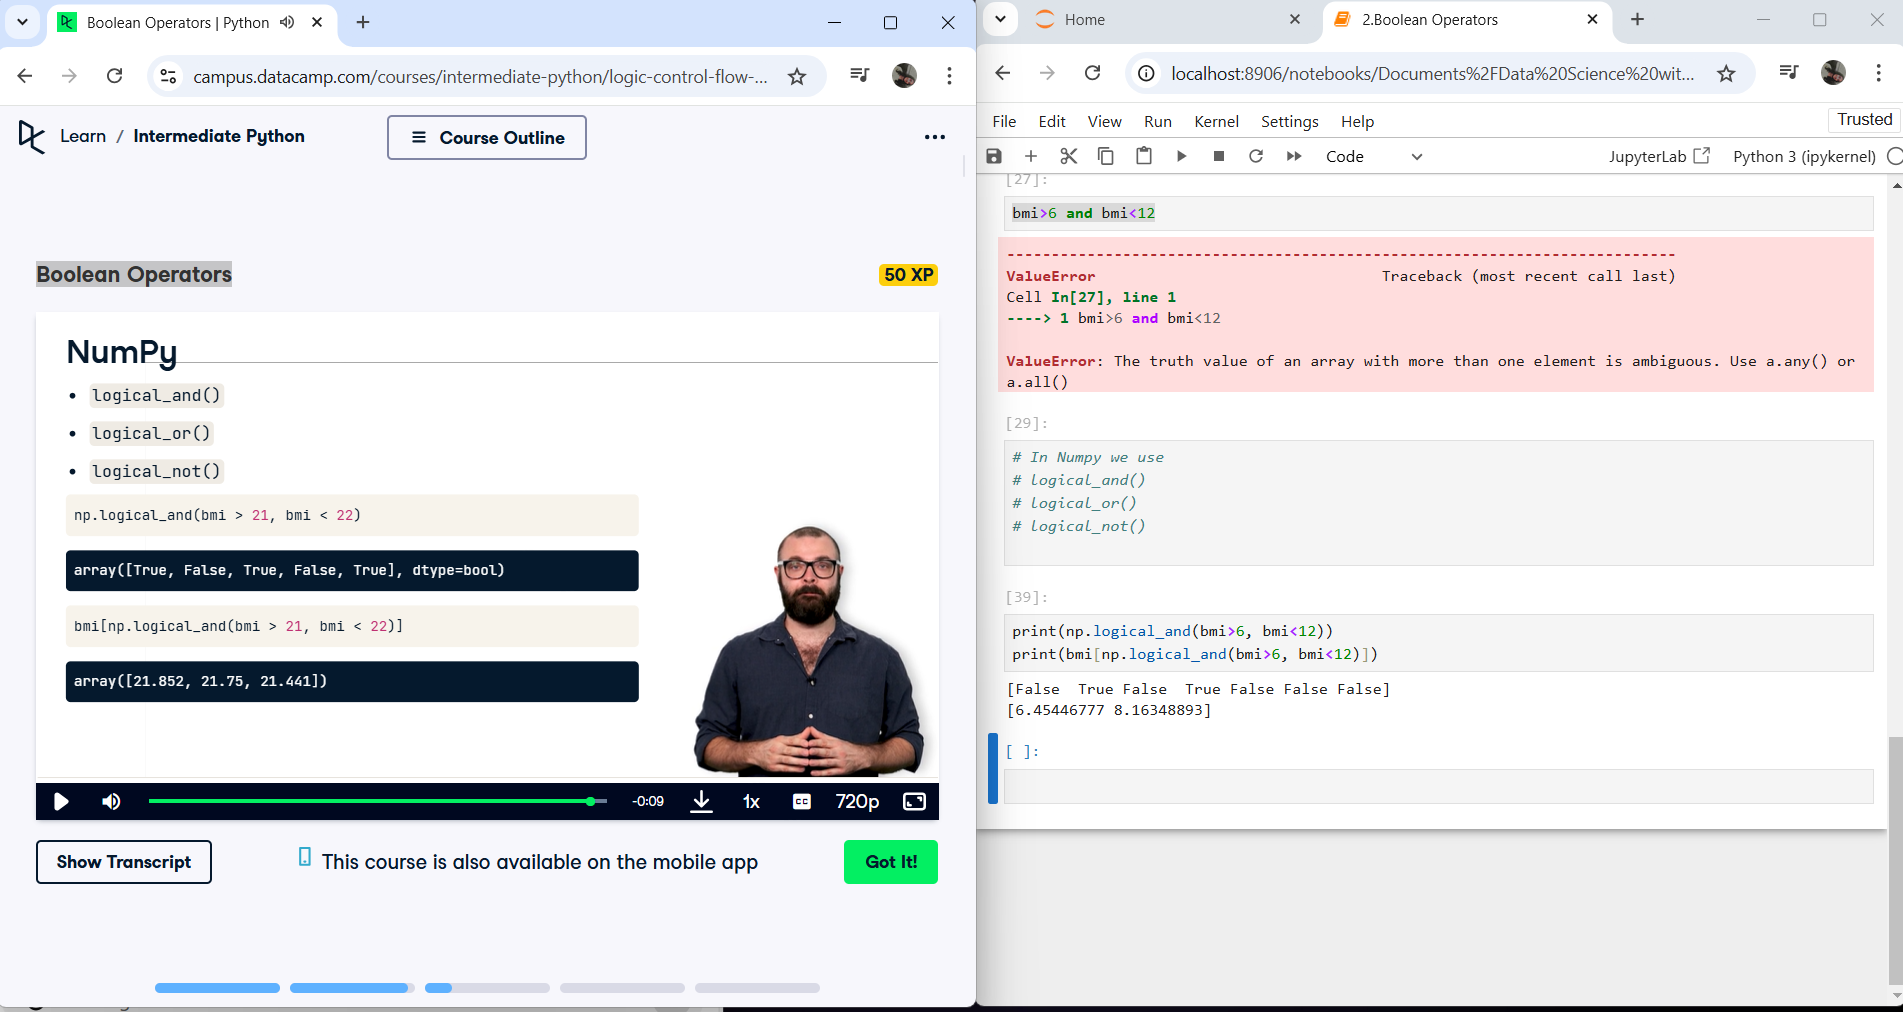 Boolean Operators | Python
campus.datacamp.com/courses/intermediate-python/logic-control-flow-...
Learn / Intermediate Python
Course Outline
Boolean Operators
50 XP
NumPy
• logical_and()
• logical_or()
• logical_not()
np.logical_and(bmi > 21, bmi < 22)
array([True, False, True, False, True], dtype=bool)
bmi[np.logical_and(bmi > 21, bmi < 22)]
array([21.852, 21.75, 21.441])
-0:09
1x
CC
720p
Show Transcript
This course is also available on the mobile app
Got It!
Home
2.Boolean Operators
localhost:8906/notebooks/Documents%2FData%20Science%20wit...
File Edit View Run Kernel Settings Help
Trusted
Code
JupyterLab
Python 3 (ipykernel)
[27]:
bmi>6 and bmi<12
---------------------------------------------------------------------------
ValueError Traceback (most recent call last)
Cell In[27], line 1
----> 1 bmi>6 and bmi<12
ValueError: The truth value of an array with more than one element is ambiguous. Use a.any() or
a.all()
[29]:
# In Numpy we use
# logical_and()
# logical_or()
# logical_not()
[39]:
print(np.logical_and(bmi>6, bmi<12))
print(bmi[np.logical_and(bmi>6, bmi<12)])
[False  True False  True False False False]
[6.45446777 8.16348893]
[ ]: